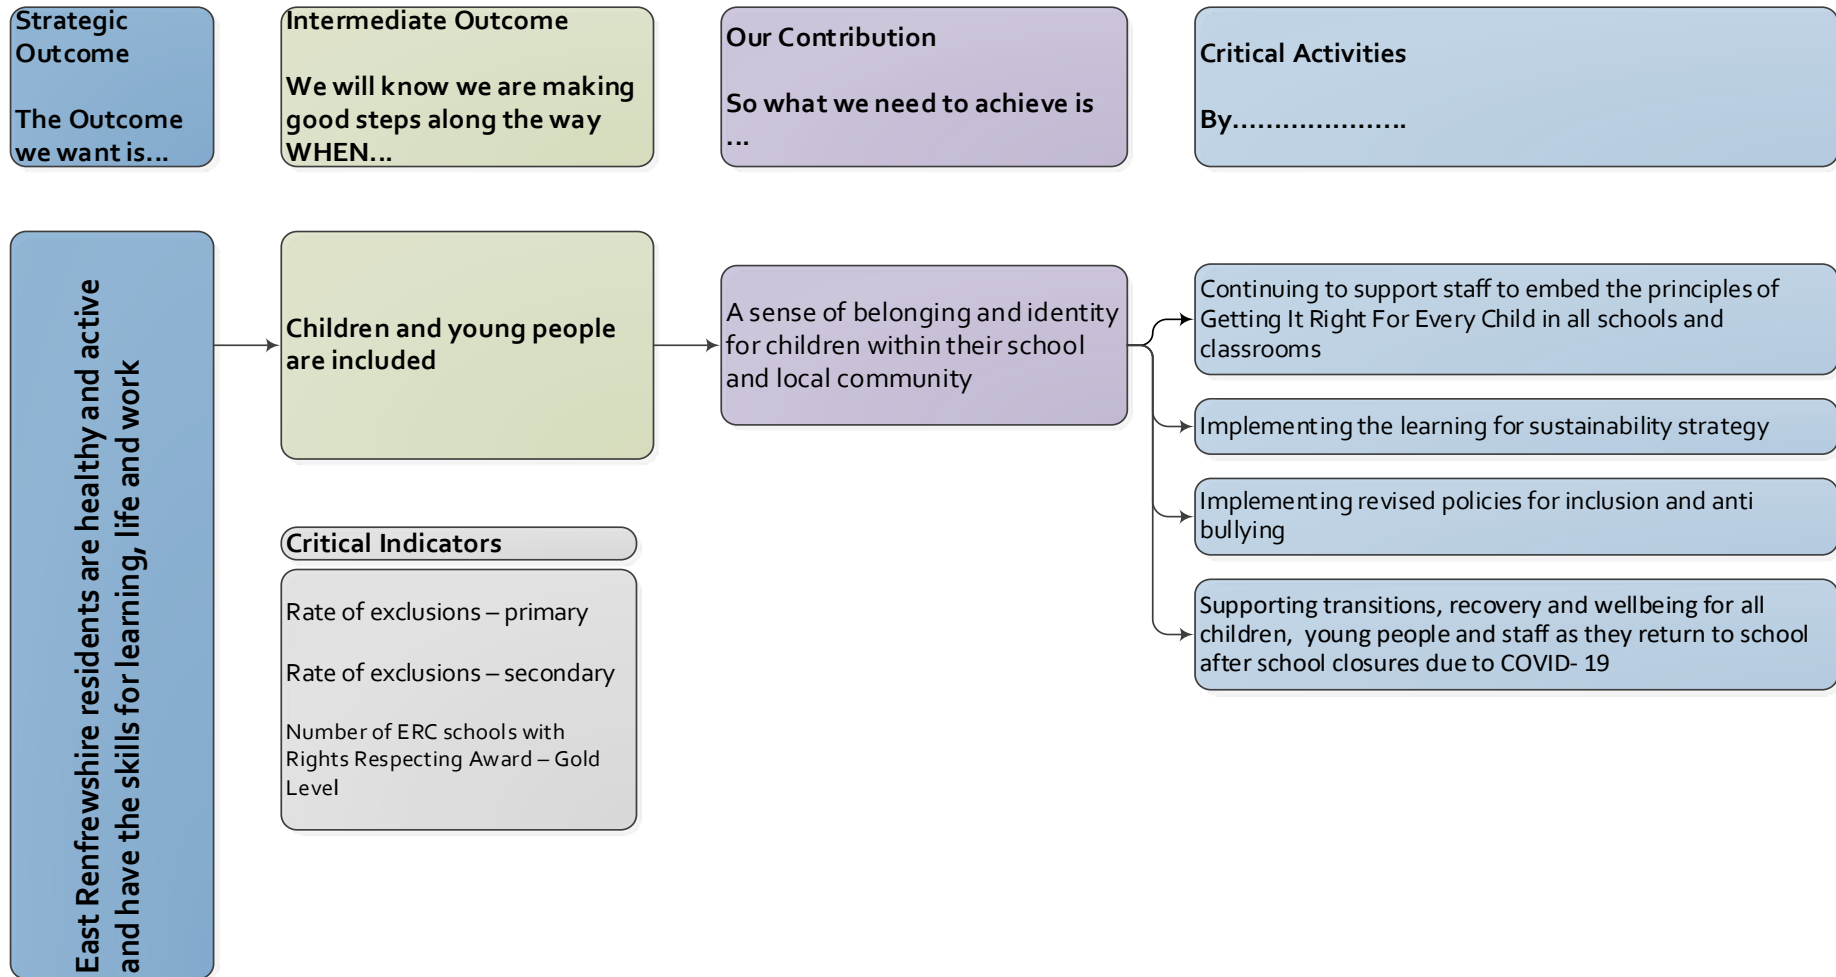 Strategic
Outcome
The Outcome
we want is...
Intermediate Outcome
We will know we are making
good steps along the way
WHEN...
Our Contribution
So what we need to achieve is
...
Critical Activities
By.....................
East Renfrewshire residents are healthy and active
and have the skills for learning, life and work
Children and young people
are included
A sense of belonging and identity
for children within their school
and local community
Continuing to support staff to embed the principles of
Getting It Right For Every Child in all schools and
classrooms
Implementing the learning for sustainability strategy
Implementing revised policies for inclusion and anti
bullying
Supporting transitions, recovery and wellbeing for all
children,  young people and staff as they return to school
after school closures due to COVID- 19
Critical Indicators
Rate of exclusions – primary
Rate of exclusions – secondary
Number of ERC schools with
Rights Respecting Award – Gold
Level